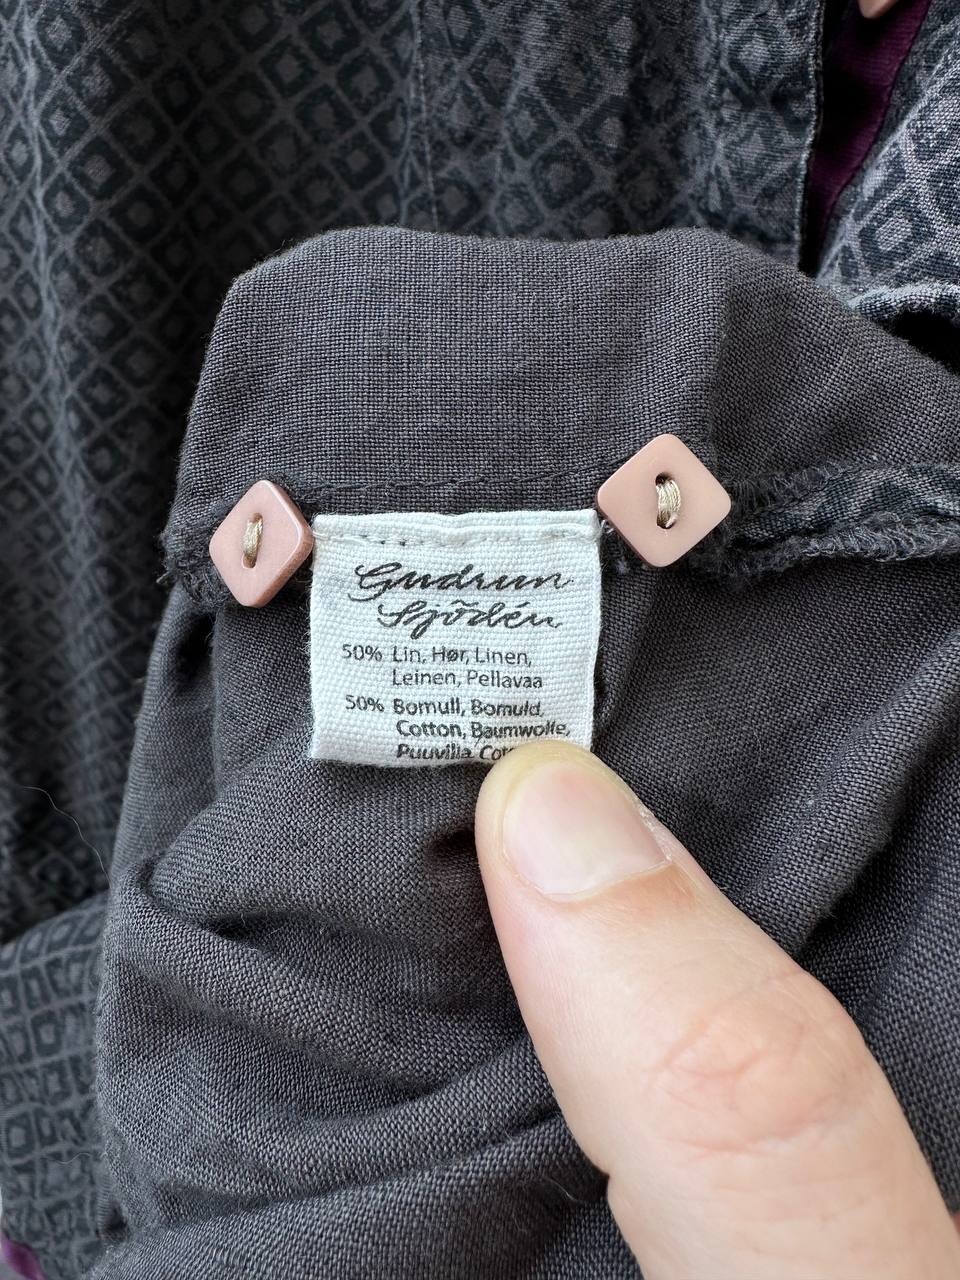 Gudrun
Sjödén
50% Lin, Hør, Linen,
Leinen, Pellavaa
50% Bomull, Bomuld,
Cotton, Baumwolle,
Puuvilla